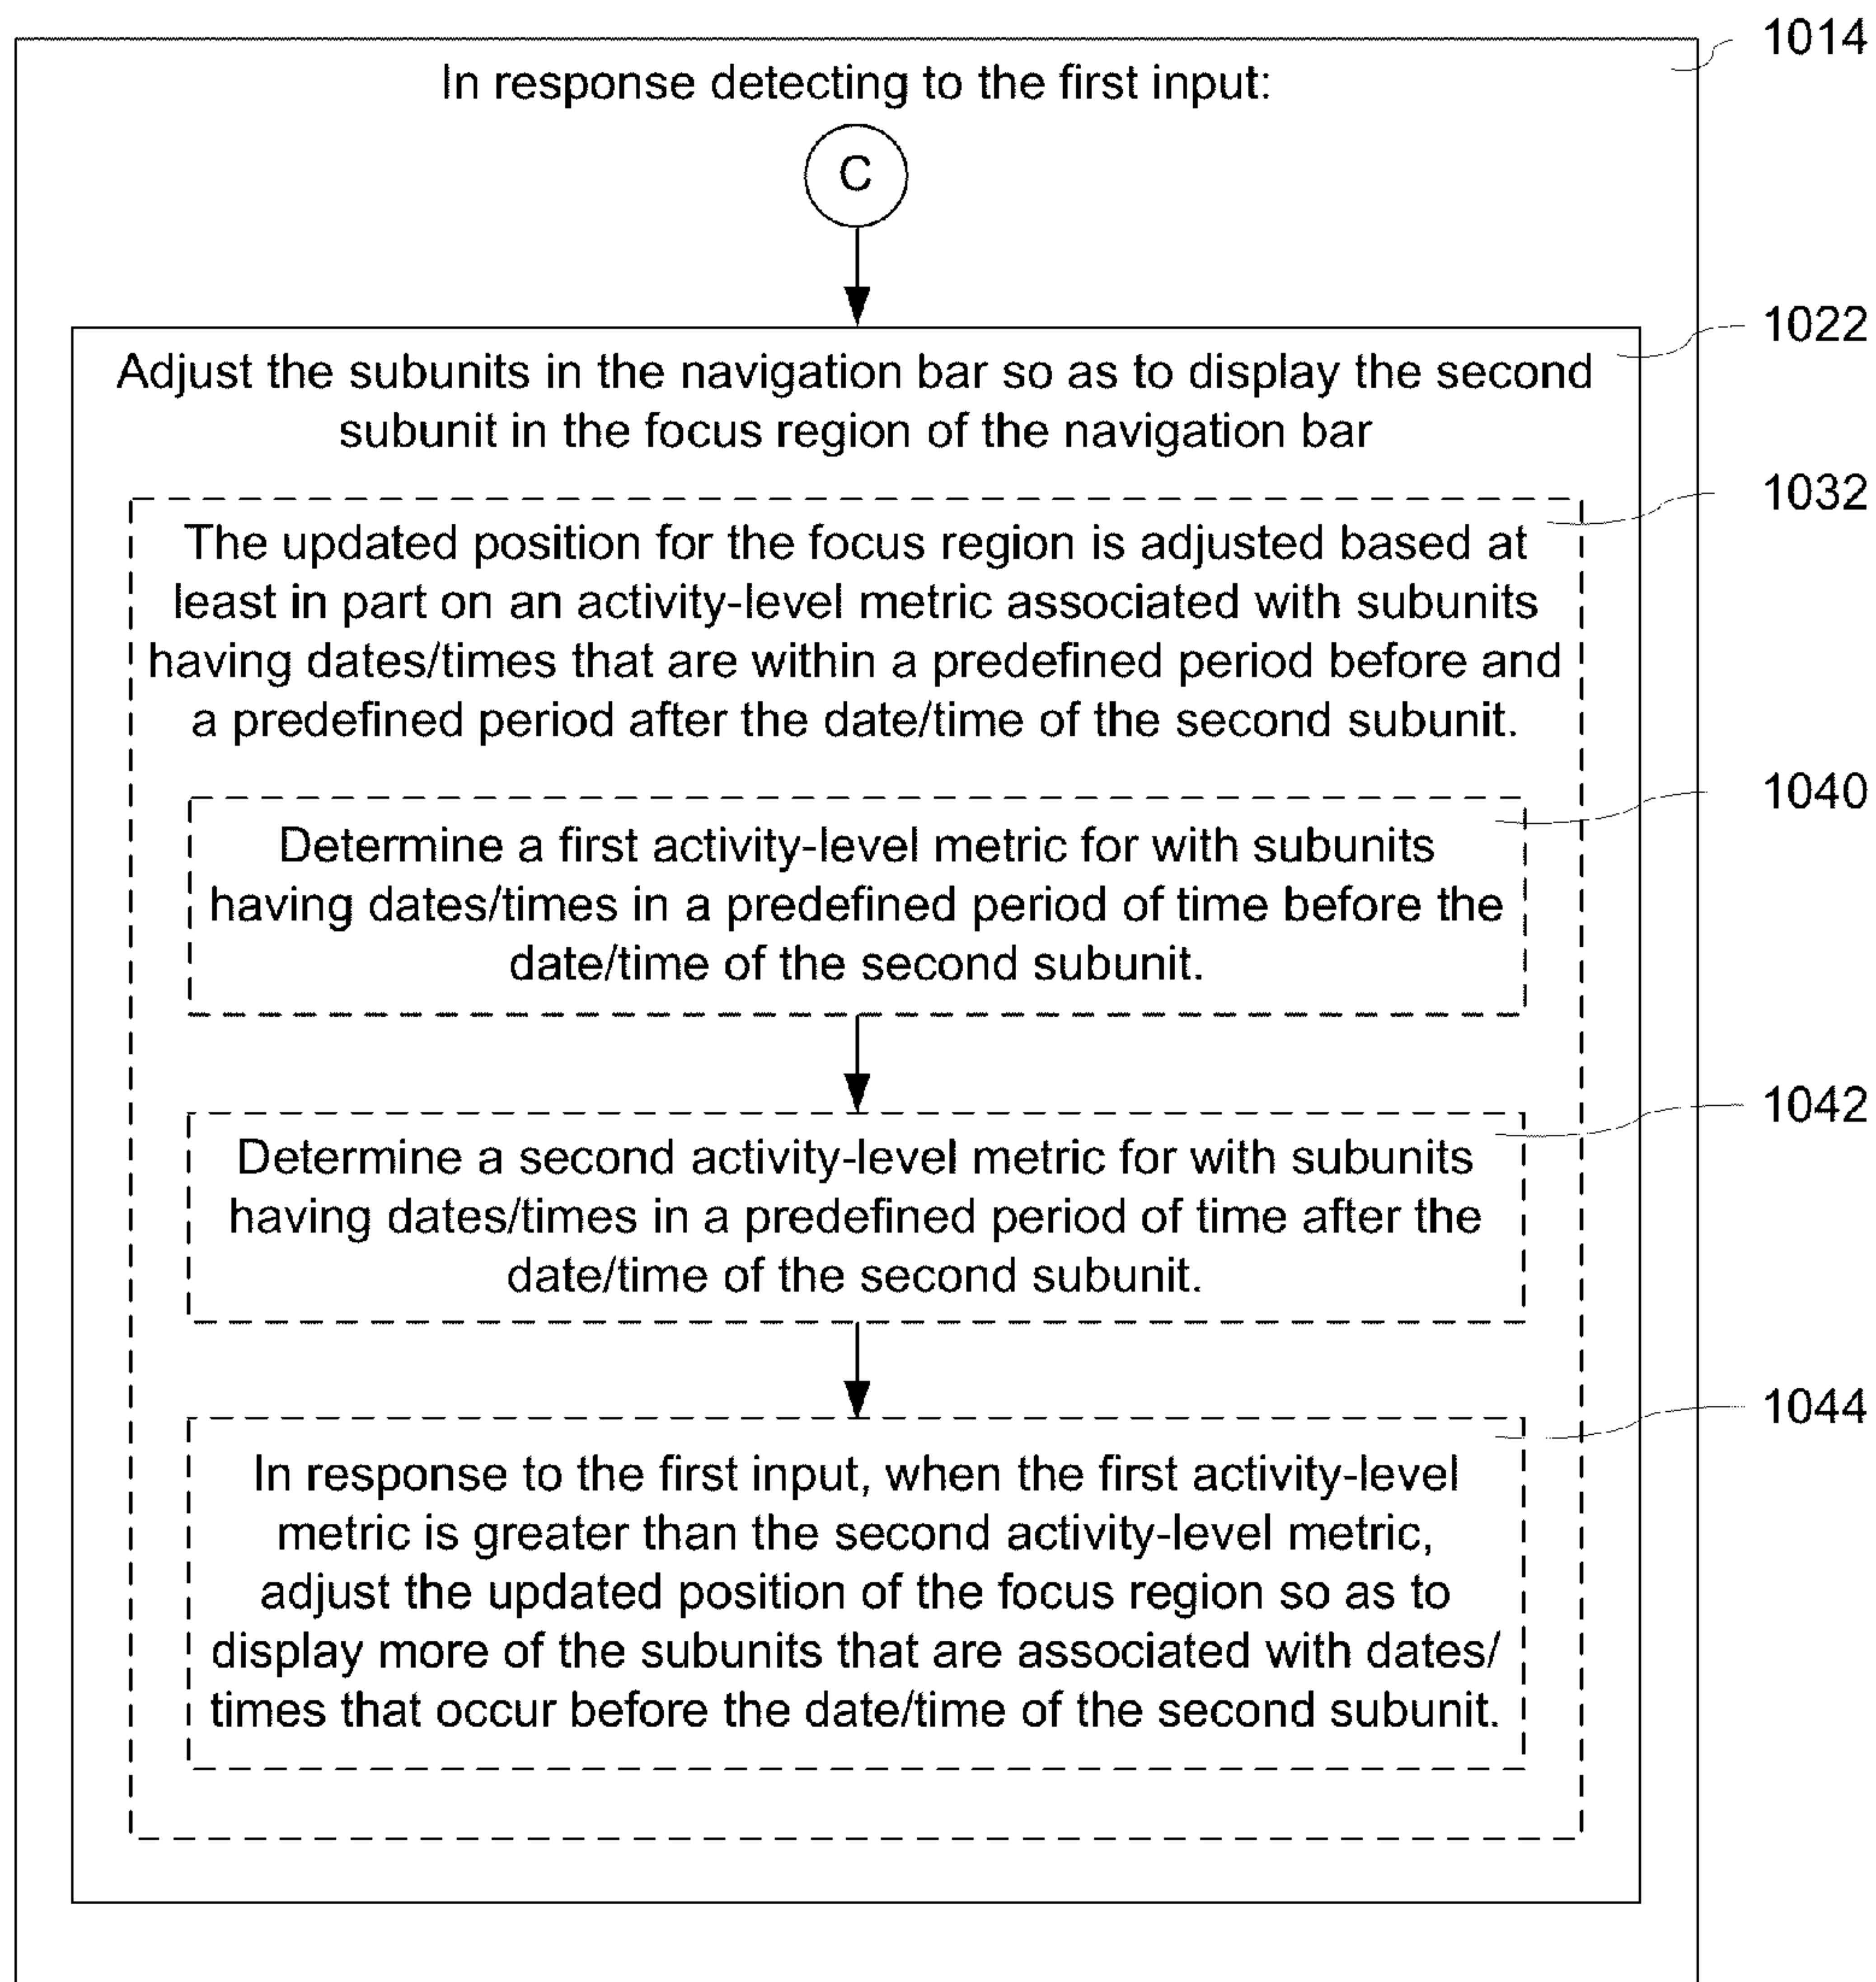 1014
In response detecting to the first input:
C
1022
Adjust the subunits in the navigation bar so as to display the second
subunit in the focus region of the navigation bar
1032
The updated position for the focus region is adjusted based at
least in part on an activity-level metric associated with subunits
having dates/times that are within a predefined period before and
a predefined period after the date/time of the second subunit.
1040
Determine a first activity-level metric for with subunits
having dates/times in a predefined period of time before the
date/time of the second subunit.
1042
Determine a second activity-level metric for with subunits
having dates/times in a predefined period of time after the
date/time of the second subunit.
1044
In response to the first input, when the first activity-level
metric is greater than the second activity-level metric,
adjust the updated position of the focus region so as to
display more of the subunits that are associated with dates/
times that occur before the date/time of the second subunit.